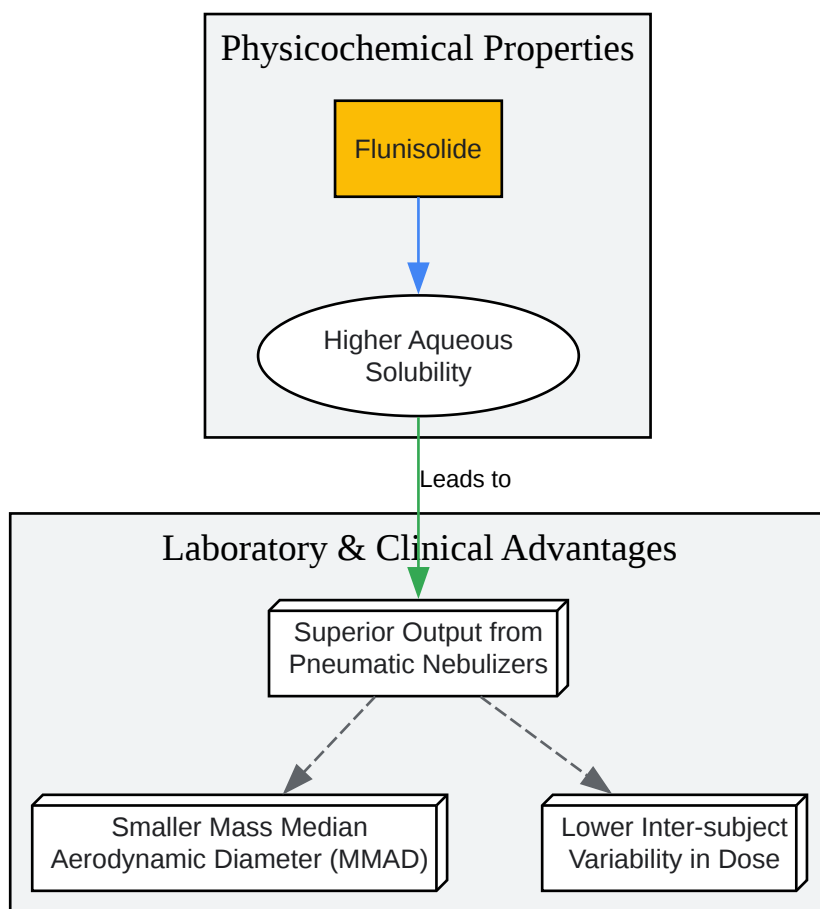 Physicochemical Properties
Flunisolide
Higher Aqueous
Solubility
Leads to
Laboratory & Clinical Advantages
Superior Output from
Pneumatic Nebulizers
Smaller Mass Median
Aerodynamic Diameter (MMAD)
Lower Inter-subject
Variability in Dose